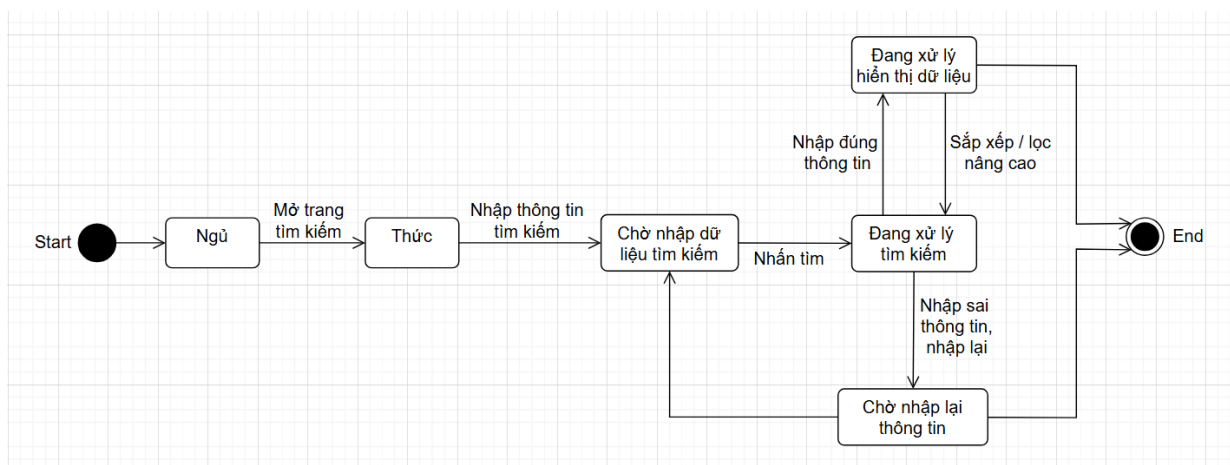 Đang xử lý
hiển thị dữ liệu
Nhập đúng
thông tin
Sắp xếp / lọc
nâng cao
Start
Ngủ
Mở trang
tìm kiếm
Thức
Nhập thông tin
tìm kiếm
Chờ nhập dữ
liệu tìm kiếm
Nhấn tìm
Đang xử lý
tìm kiếm
End
Nhập sai
thông tin,
nhập lại
Chờ nhập lại
thông tin